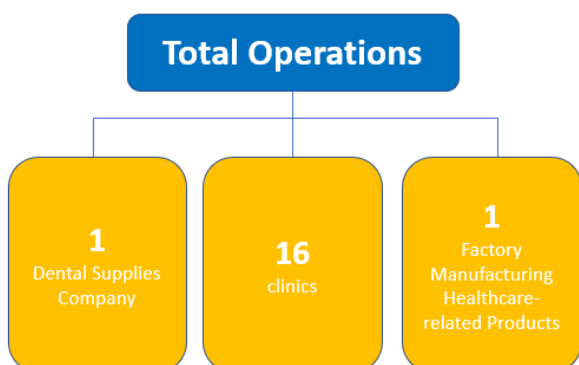 Total Operations
1
Dental Supplies
Company
16
clinics
1
Factory
Manufacturing
Healthcare-
related Products